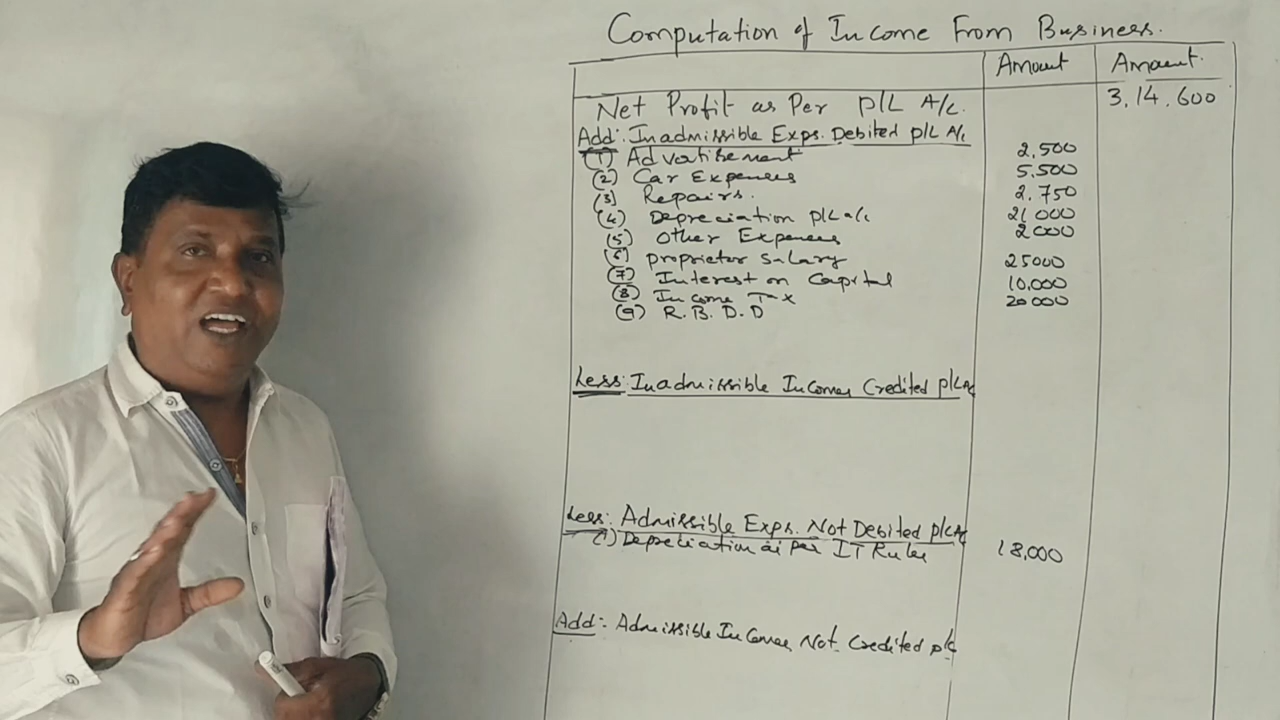 Computation of Income From Business.
Amount Amount.
Net Profit as Per P/L A/c. 3,14,600
Add: Inadmissible Exps. Debited P/L A/c
(1) Advertisement 2,500
(2) Car Expenses 5,500
(3) Repairs. 2,750
(4) Depreciation P/L a/c 21,000
(5) Other Expenses 2000
(6) Proprietor Salary 25000
(7) Interest on Capital 10,000
(8) Income Tax 20000
(9) R. B. D. D
Less: Inadmissible Incomes Credited P/L A/c
Less: Admissible Exps. Not Debited P/L A/c
(1) Depreciation as Per IT Rules 18,000
Add:- Admissible Incomes Not Credited P/L